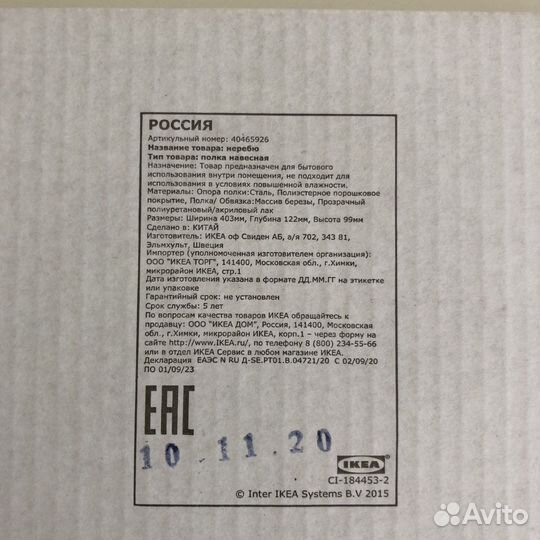 РОССИЯ
Артикульный номер: 40465926
Название товара: неребю
Тип товара: полка навесная
Назначение: Товар предназначен для бытового
использования внутри помещения, не подходит для
использования в условиях повышенной влажности.
Материалы: Опора полки:Сталь, Полиэстерное порошковое
покрытие, Полка/ Обвязка:Массив березы, Прозрачный
полиуретановый/акриловый лак
Размеры: Ширина 403мм, Глубина 122мм, Высота 99мм
Сделано в: КИТАЙ
Изготовитель: ИКЕА оф Свиден АБ, а/я 702, 343 81,
Эльмхульт, Швеция
Импортер (уполномоченная изготовителем организация):
ООО "ИКЕА ТОРГ", 141400, Московская обл., г.Химки,
микрорайон ИКЕА, стр.1
Дата изготовления указана в формате ДД.ММ.ГГ на этикетке
или упаковке
Гарантийный срок: не установлен
Срок службы: 5 лет
По вопросам качества товаров ИКЕА обращайтесь к
продавцу: ООО "ИКЕА ДОМ", Россия, 141400, Московская
обл., г.Химки, микрорайон ИКЕА, корп.1 – через форму на
сайте http://www.IKEA.ru/, по телефону 8 (800) 234-55-66
или в отдел ИКЕА Сервис в любом магазине ИКЕА.
Декларация ЕАЭС N RU Д-SE.РТ01.В.04721/20 С 02/09/20
ПО 01/09/23
EAC
10.11.20
IKEA
CI-184453-2
© Inter IKEA Systems B.V 2015
Avito